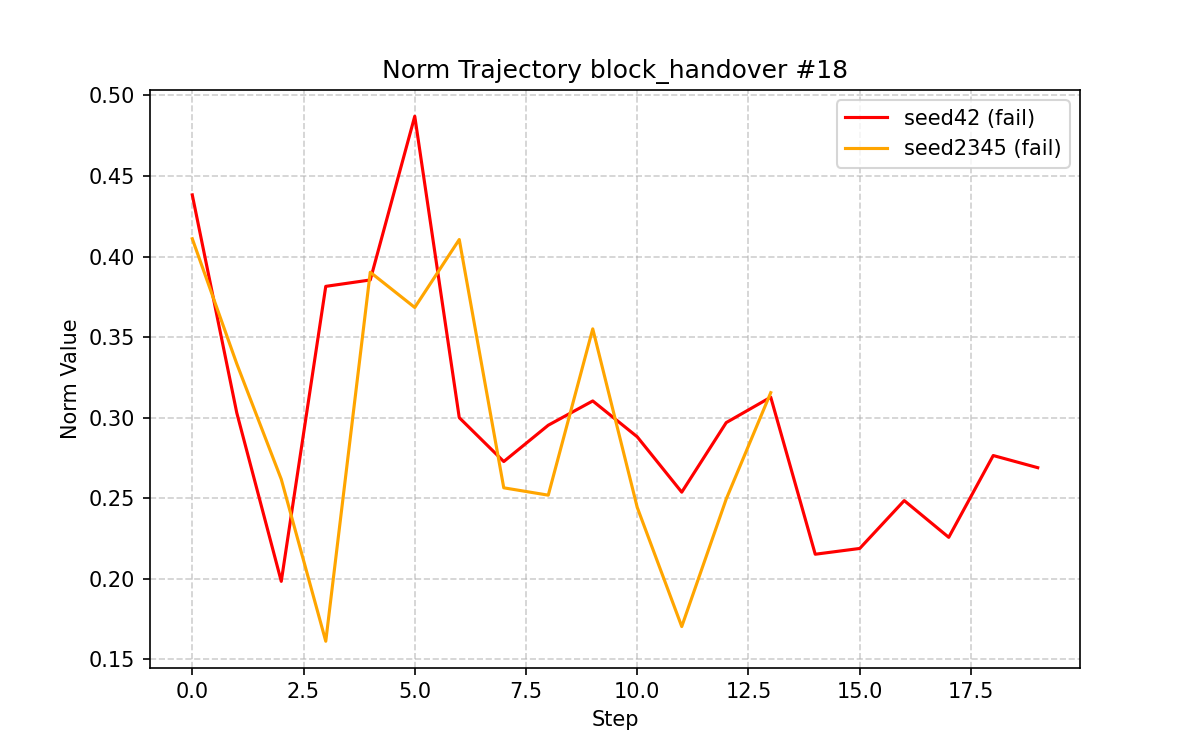 Norm Trajectory block_handover #18
seed42 (fail)
seed2345 (fail)
Norm Value
0.50
0.45
0.40
0.35
0.30
0.25
0.20
0.15
0.0 2.5 5.0 7.5 10.0 12.5 15.0 17.5
Step